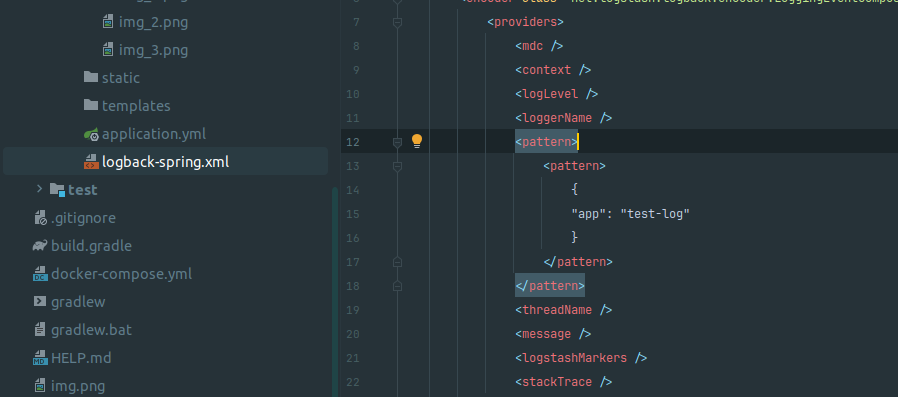 img_2.png
img_3.png
static
templates
application.yml
logback-spring.xml
test
.gitignore
build.gradle
docker-compose.yml
gradlew
gradlew.bat
HELP.md
img.png
7 <providers>
8 <mdc />
9 <context />
10 <logLevel />
11 <loggerName />
12 <pattern>
13 <pattern>
14 {
15 "app": "test-log"
16 }
17 </pattern>
18 </pattern>
19 <threadName />
20 <message />
21 <logstashMarkers />
22 <stackTrace />